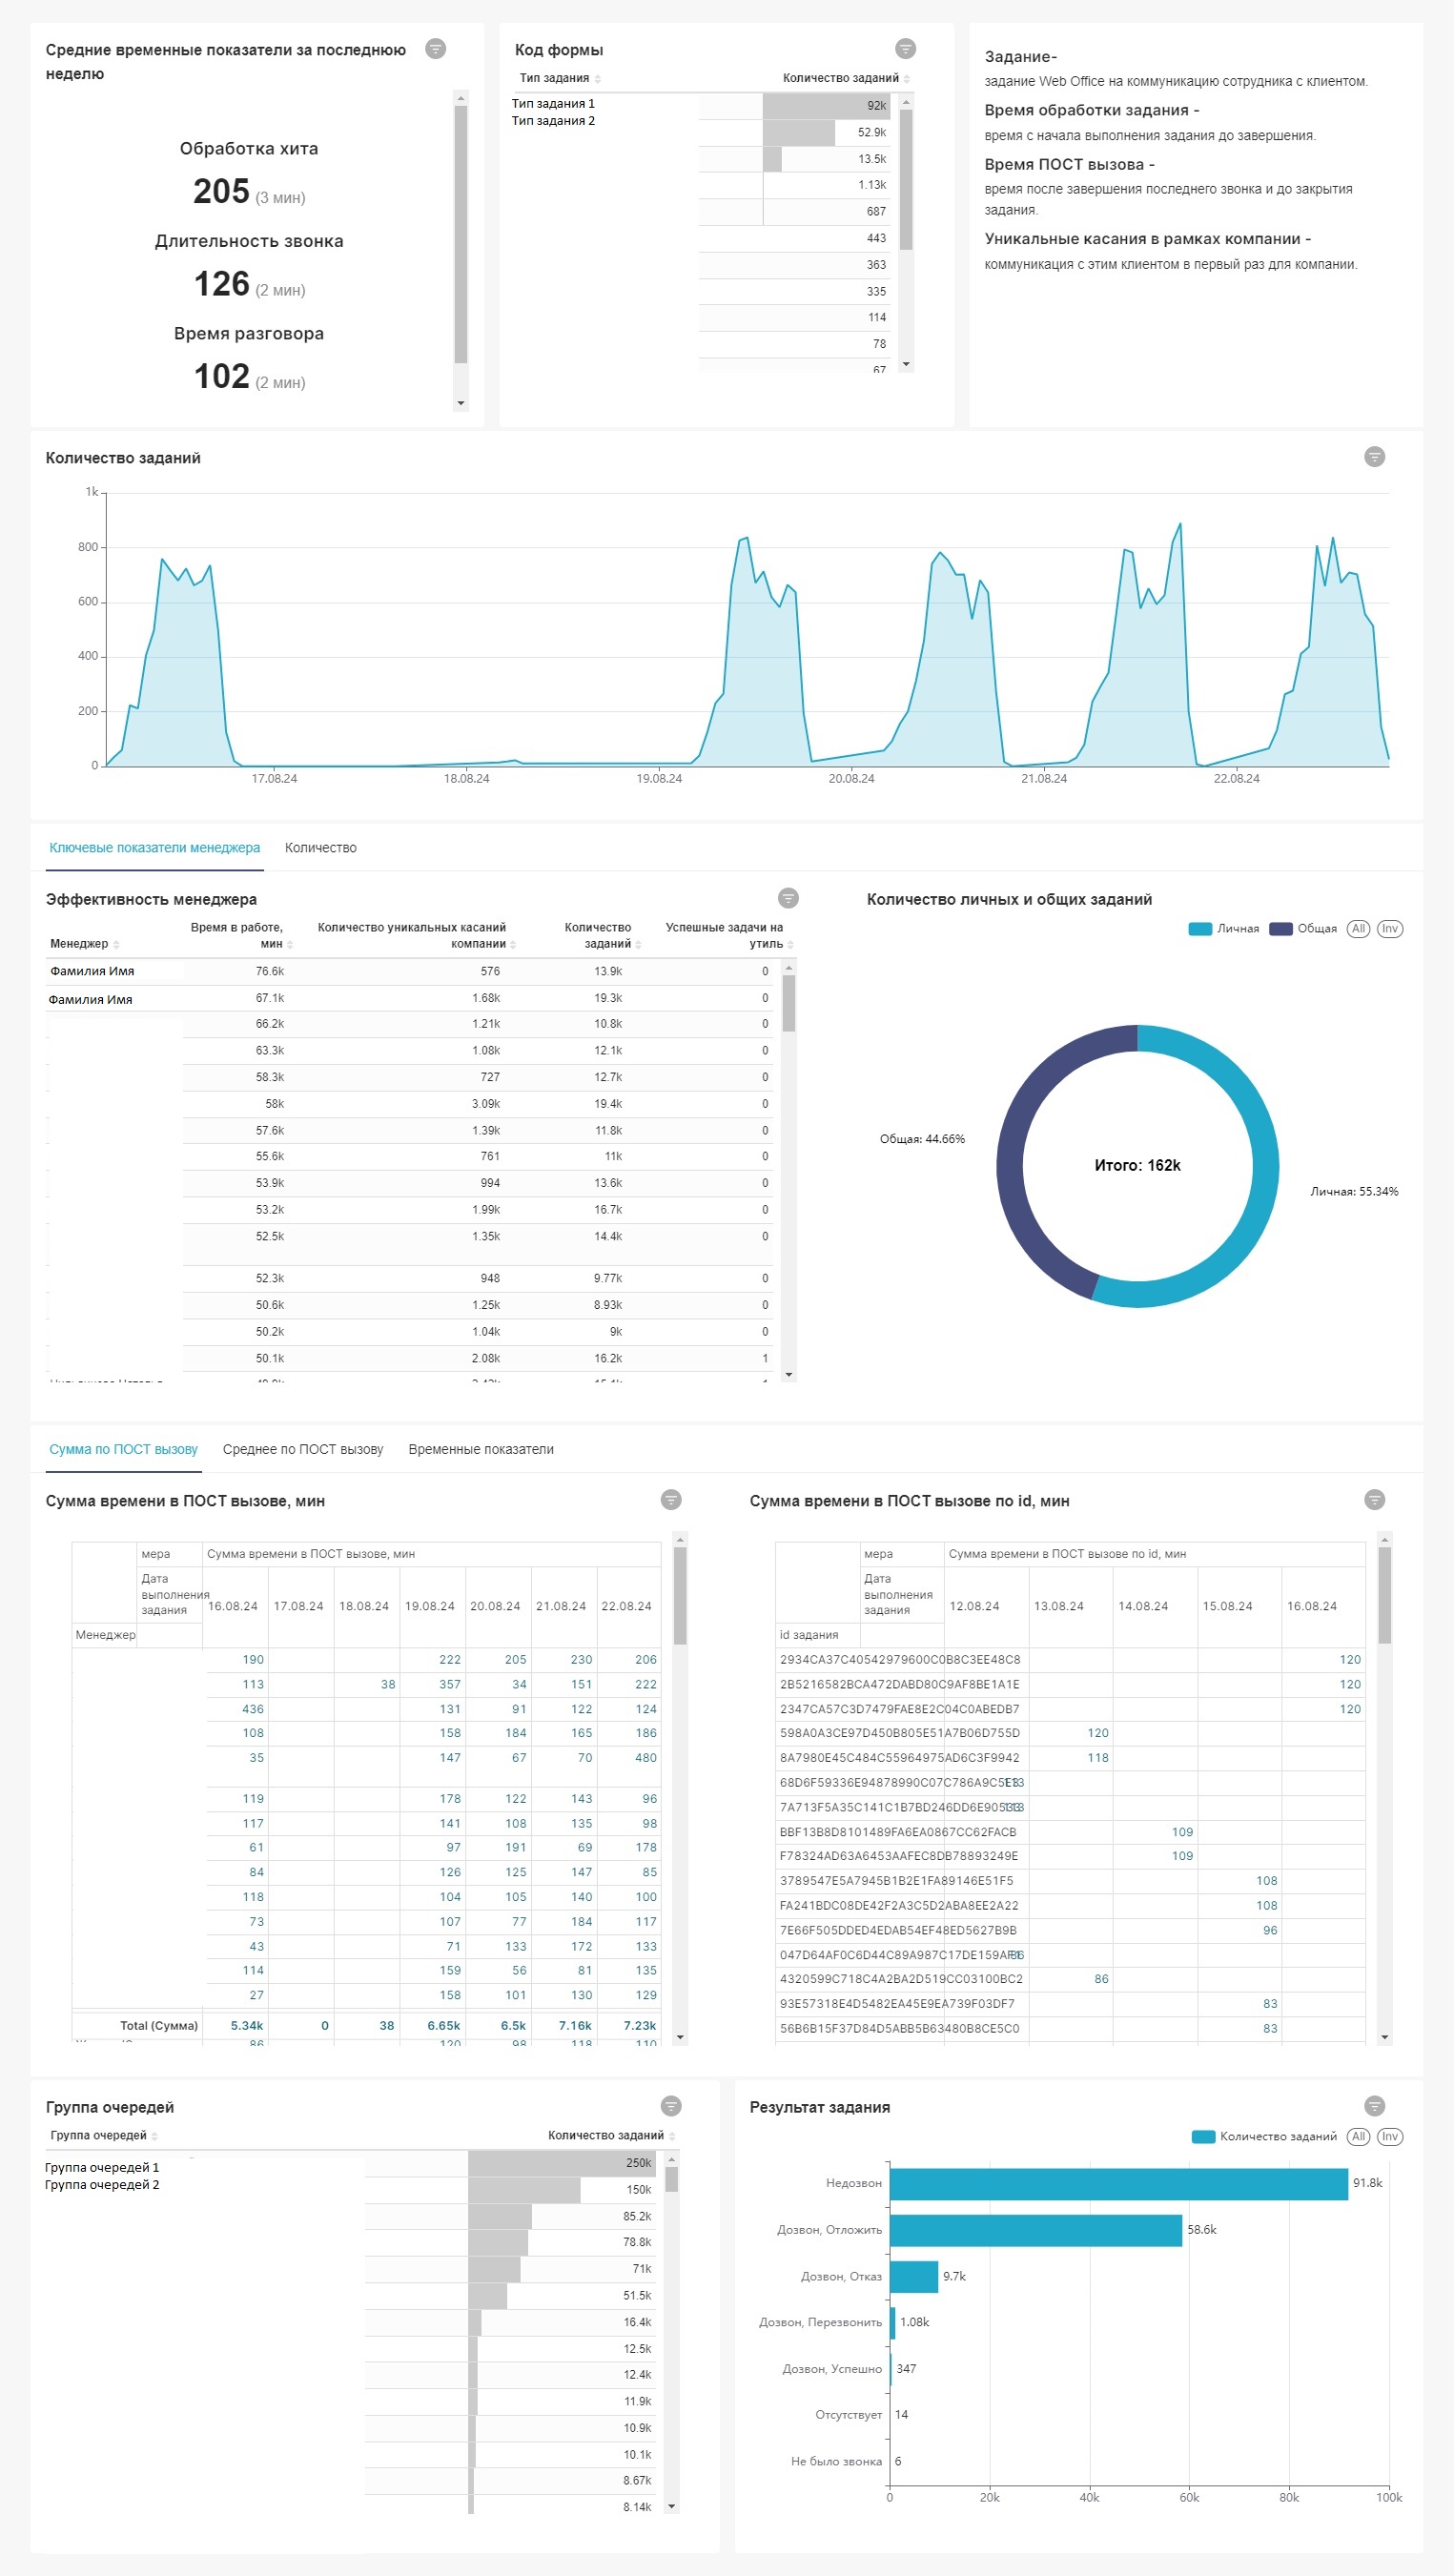 Средние временные показатели за последнюю
неделю
Обработка хита
205 (3 мин)
Длительность звонка
126 (2 мин)
Время разговора
102 (2 мин)
Код формы
Тип задания Количество заданий
Тип задания 1
Тип задания 2
92k
52.9k
13.5k
1.13k
687
443
363
335
114
78
67
Задание-
задание Web Office на коммуникацию сотрудника с клиентом.
Время обработки задания -
время с начала выполнения задания до завершения.
Время ПОСТ вызова -
время после завершения последнего звонка и до закрытия
задания.
Уникальные касания в рамках компании -
коммуникация с этим клиентом в первый раз для компании.
Количество заданий
1k
800
600
400
200
0
17.08.24 18.08.24 19.08.24 20.08.24 21.08.24 22.08.24
Ключевые показатели менеджера Количество
Эффективность менеджера
Менеджер Время в работе, мин Количество уникальных касаний компании Количество заданий Успешные задачи на утиль
Фамилия Имя 76.6k 576 13.9k 0
Фамилия Имя 67.1k 1.68k 19.3k 0
66.2k 1.21k 10.8k 0
63.3k 1.08k 12.1k 0
58.3k 727 12.7k 0
58k 3.09k 19.4k 0
57.6k 1.39k 11.8k 0
55.6k 761 11k 0
53.9k 994 13.6k 0
53.2k 1.99k 16.7k 0
52.5k 1.35k 14.4k 0
52.3k 948 9.77k 0
50.6k 1.25k 8.93k 0
50.2k 1.04k 9k 0
50.1k 2.08k 16.2k 1
Количество личных и общих заданий
Личная Общая All Inv
Общая: 44.66%
Итого: 162k
Личная: 55.34%
Сумма по ПОСТ вызову Среднее по ПОСТ вызову Временные показатели
Сумма времени в ПОСТ вызове, мин
мера Сумма времени в ПОСТ вызове, мин
Дата
выполнения
задания
16.08.24 17.08.24 18.08.24 19.08.24 20.08.24 21.08.24 22.08.24
Менеджер
190 222 205 230 206
113 38 357 34 151 222
436 131 91 122 124
108 158 184 165 186
35 147 67 70 480
119 178 122 143 96
117 141 108 135 98
61 97 191 69 178
84 126 125 147 85
118 104 105 140 100
73 107 77 184 117
43 71 133 172 133
114 159 56 81 135
27 158 101 130 129
Total (Сумма) 5.34k 0 38 6.65k 6.5k 7.16k 7.23k
86 120 98 118 110
Сумма времени в ПОСТ вызове по id, мин
мера Сумма времени в ПОСТ вызове по id, мин
Дата
выполнения
задания
12.08.24 13.08.24 14.08.24 15.08.24 16.08.24
id задания
2934CA37C40542979600C0B8C3EE48C8 120
2B5216582BCA472DABD80C9AF8BE1A1E 120
2347CA57C3D7479FAE8E2C04C0ABEDB7 120
598A0A3CE97D450B805E51A7B06D755D 120
8A7980E45C484C55964975AD6C3F9942 118
113
113
BBF13B8D8101489FA6EA0867CC62FACB 109
F78324AD63A6453AAFEC8DB78893249E 109
3789547E5A7945B1B2E1FA89146E51F5 108
FA241BDC08DE42F2A3C5D2ABA8EE2A22 108
7E66F505DDED4EDAB54EF48ED5627B9B 96
4320599C718C4A2BA2D519CC03100BC2 86
93E57318E4D5482EA45E9EA739F03DF7 83
56B6B15F37D84D5ABB5B63480B8CE5C0 83
Группа очередей
Группа очередей Количество заданий
Группа очередей 1
Группа очередей 2
250k
150k
85.2k
78.8k
71k
51.5k
16.4k
12.5k
12.4k
11.9k
10.9k
10.1k
8.67k
8.14k
Результат задания
Количество заданий All Inv
Недозвон 91.8k
Дозвон, Отложить 58.6k
Дозвон, Отказ 9.7k
Дозвон, Перезвонить 1.08k
Дозвон, Успешно 347
Отсутствует 14
Не было звонка 6
0 20k 40k 60k 80k 100k